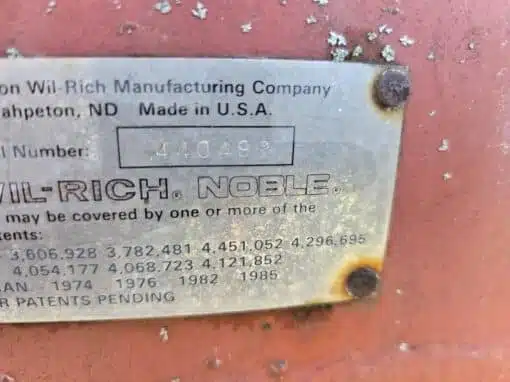 on Wil-Rich Manufacturing Company
ahpeton, ND Made in U.S.A.
l Number:
WIL-RICH® NOBLE®
may be covered by one or more of the
tents:
3,606,928 3,782,481 4,451,052 4,296,695
4,054,177 4,068,723 4,121,852
AN. 1974 1976 1982 1985
R PATENTS PENDING